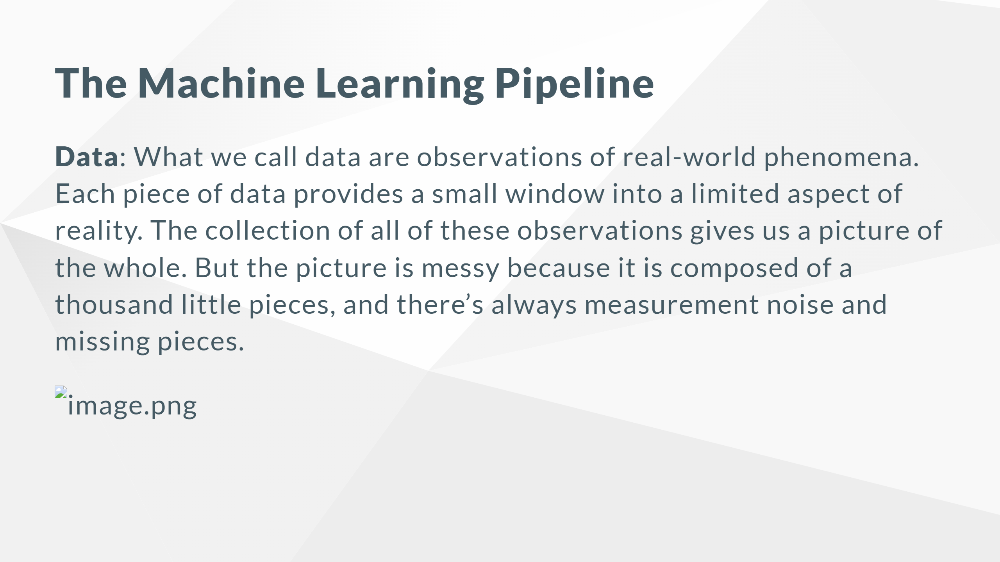 The Machine Learning Pipeline
Data: What we call data are observations of real-world phenomena.
Each piece of data provides a small window into a limited aspect of
reality. The collection of all of these observations gives us a picture of
the whole. But the picture is messy because it is composed of a
thousand little pieces, and there’s always measurement noise and
missing pieces.
image.png